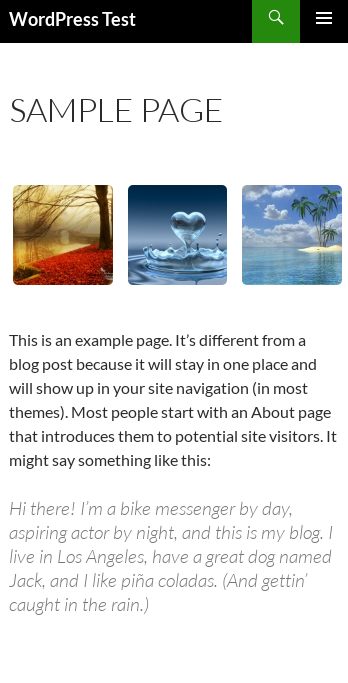 WordPress Test
SAMPLE PAGE
This is an example page. It’s different from a
blog post because it will stay in one place and
will show up in your site navigation (in most
themes). Most people start with an About page
that introduces them to potential site visitors. It
might say something like this:
Hi there! I’m a bike messenger by day,
aspiring actor by night, and this is my blog. I
live in Los Angeles, have a great dog named
Jack, and I like piña coladas. (And gettin’
caught in the rain.)